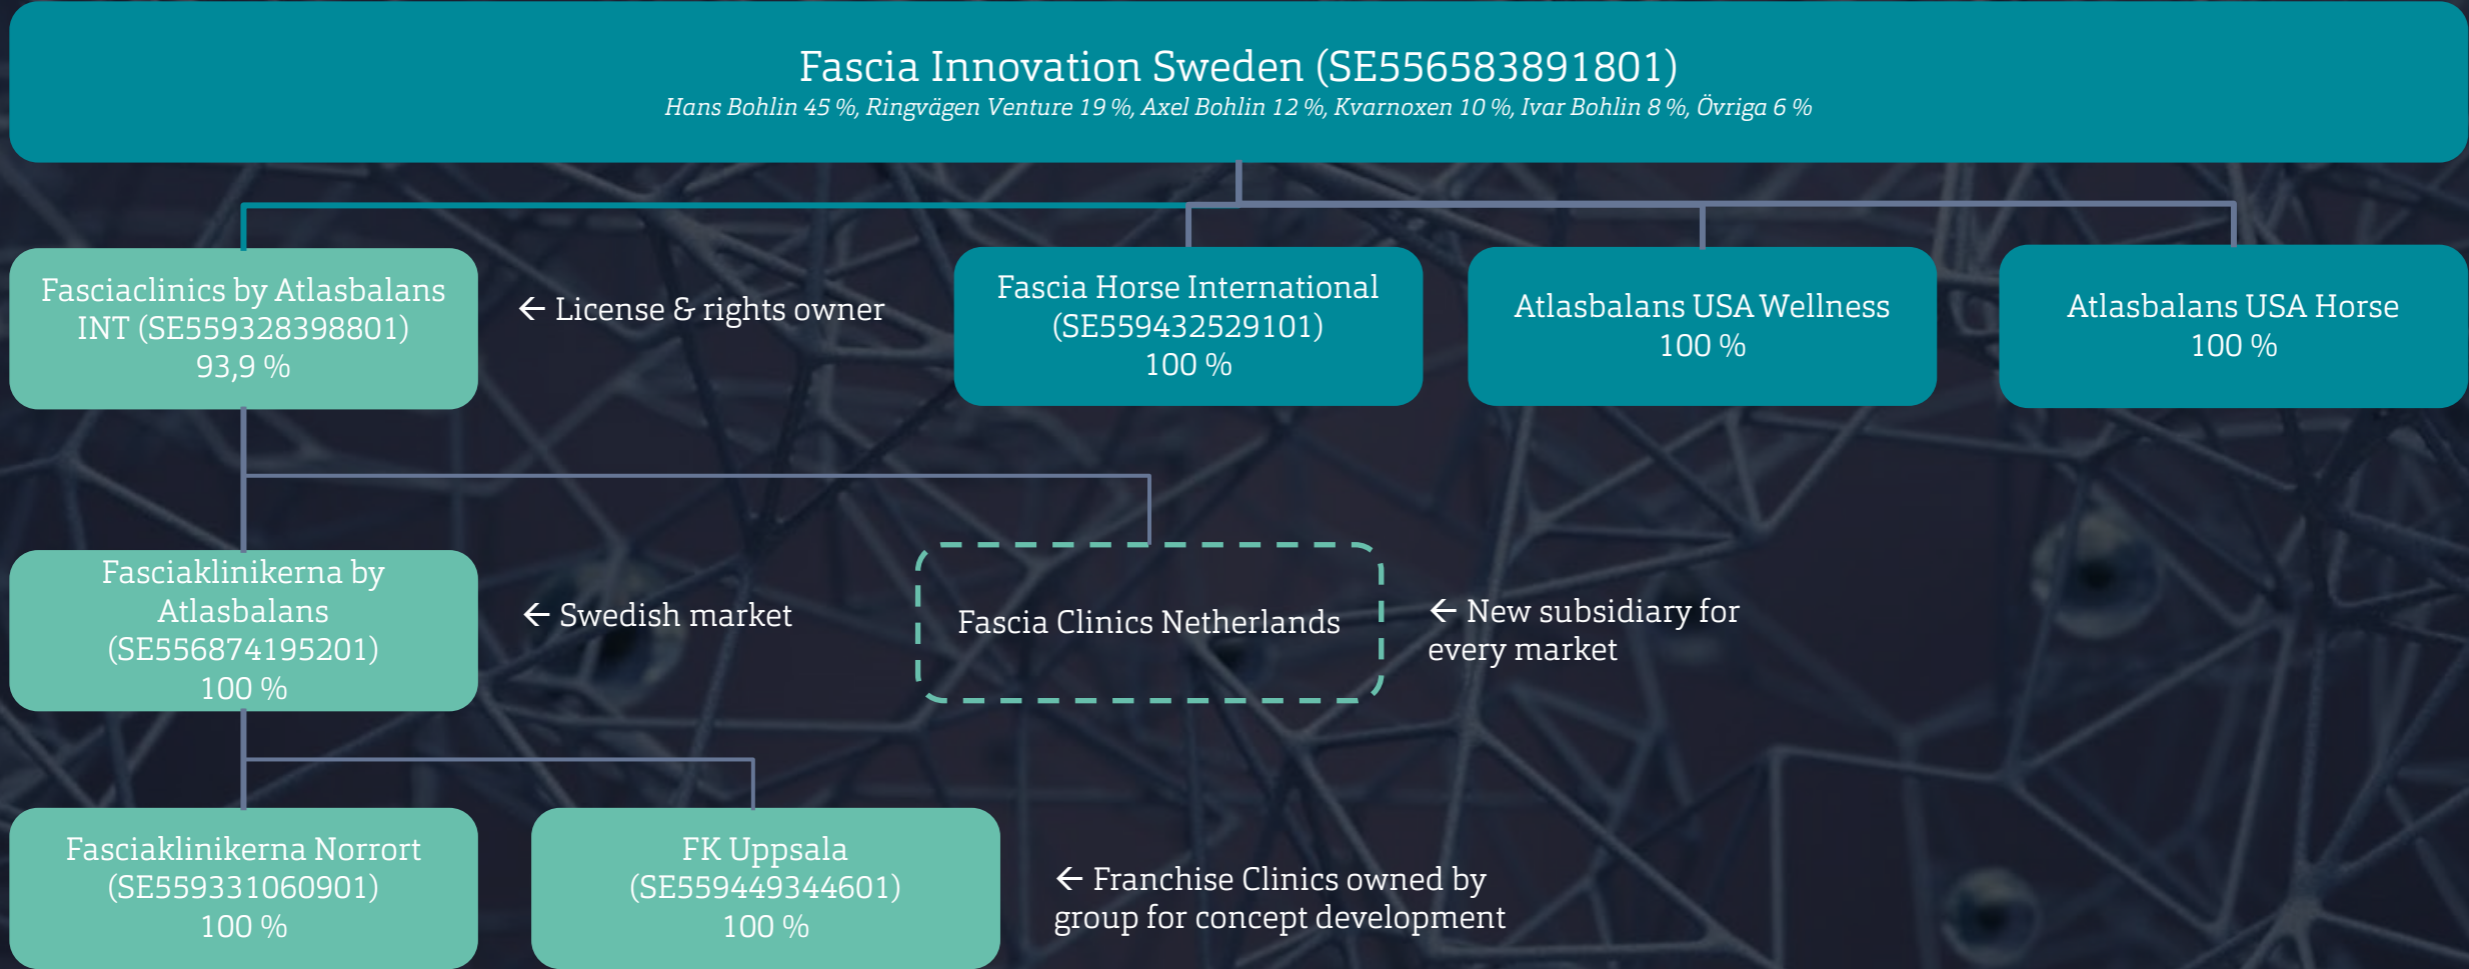 Fascia Innovation Sweden (SE556583891801)
Hans Bohlin 45 %, Ringvägen Venture 19 %, Axel Bohlin 12 %, Kvarnoxen 10 %, Ivar Bohlin 8 %, Övriga 6 %
Fasciaclinics by Atlasbalans
INT (SE559328398801)
93,9 %
← License & rights owner
Fascia Horse International
(SE559432529101)
100 %
Atlasbalans USA Wellness
100 %
Atlasbalans USA Horse
100 %
Fasciaklinikerna by
Atlasbalans
(SE556874195201)
100 %
← Swedish market
Fascia Clinics Netherlands
← New subsidiary for
every market
Fasciaklinikerna Norrort
(SE559331060901)
100 %
FK Uppsala
(SE559449344601)
100 %
← Franchise Clinics owned by
group for concept development